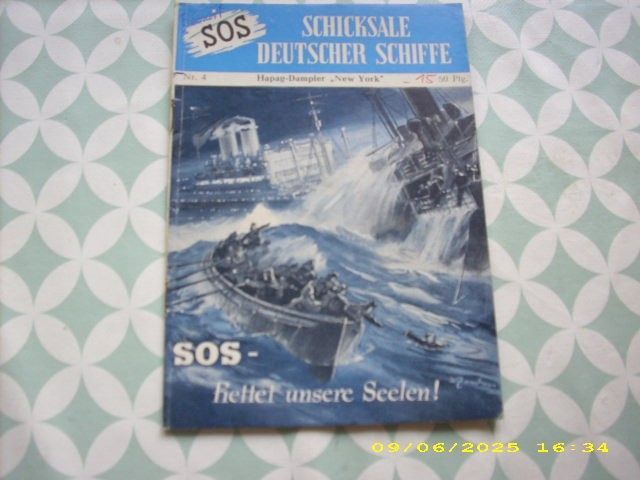 SOS
SCHICKSALE
DEUTSCHER SCHIFFE
Nr. 4 Hapag-Dampfer „New York" -15 60 Pfg.
SOS-
Rettet unsere Seelen!
09/06/2025 16:34